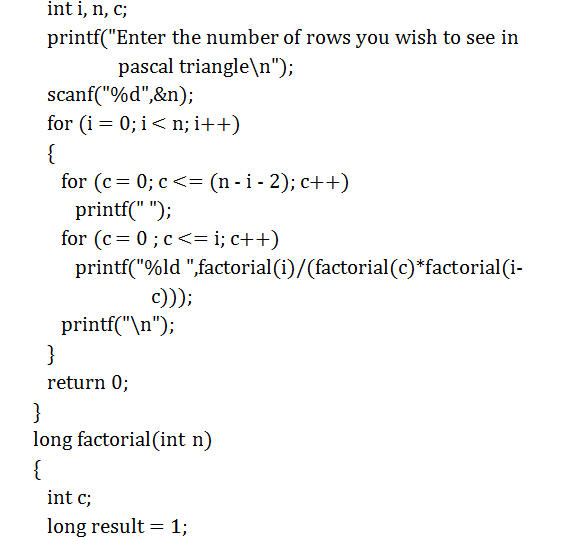 int i, n, c;
printf("Enter the number of rows you wish to see in
pascal triangle\n");
scanf("%d",&n);
for (i = 0; i < n; i++)
{
for (c = 0; c <= (n - i - 2); c++)
printf(" ");
for (c = 0 ; c <= i; c++)
printf("%ld ",factorial(i)/(factorial(c)*factorial(i-
c)));
printf("\n");
}
return 0;
}
long factorial(int n)
{
int c;
long result = 1;